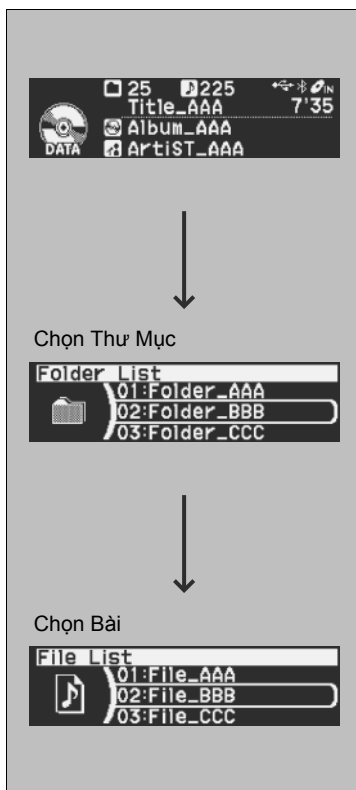 25 225 IN
Title_AAA 7'35
Album_AAA
DATA ArtiST_AAA
Chọn Thư Mục
Folder List
01:Folder_AAA
02:Folder_BBB
03:Folder_CCC
Chọn Bài
File List
01:File_AAA
02:File_BBB
03:File_CCC